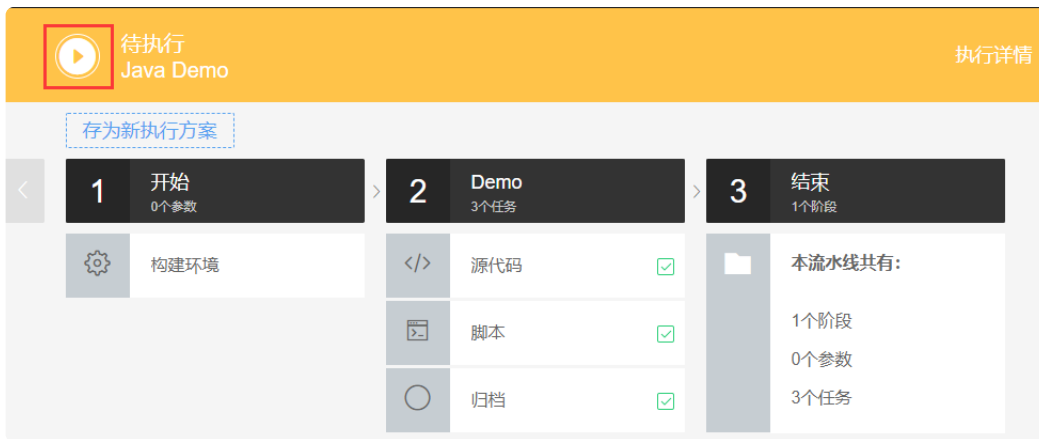 待执行
Java Demo
执行详情
存为新执行方案
1
开始
0个参数
2
Demo
3个任务
3
结束
1个阶段
构建环境
源代码
脚本
归档
本流水线共有：
1个阶段
0个参数
3个任务